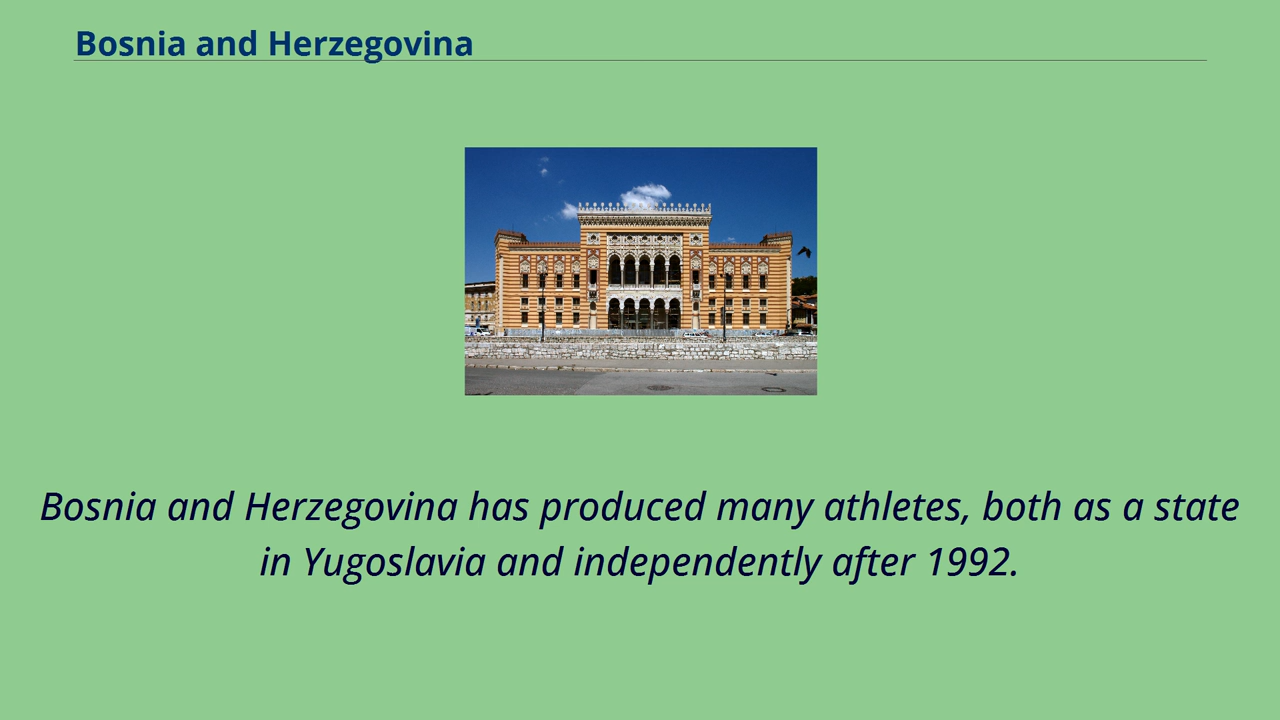 Bosnia and Herzegovina
Bosnia and Herzegovina has produced many athletes, both as a state
in Yugoslavia and independently after 1992.